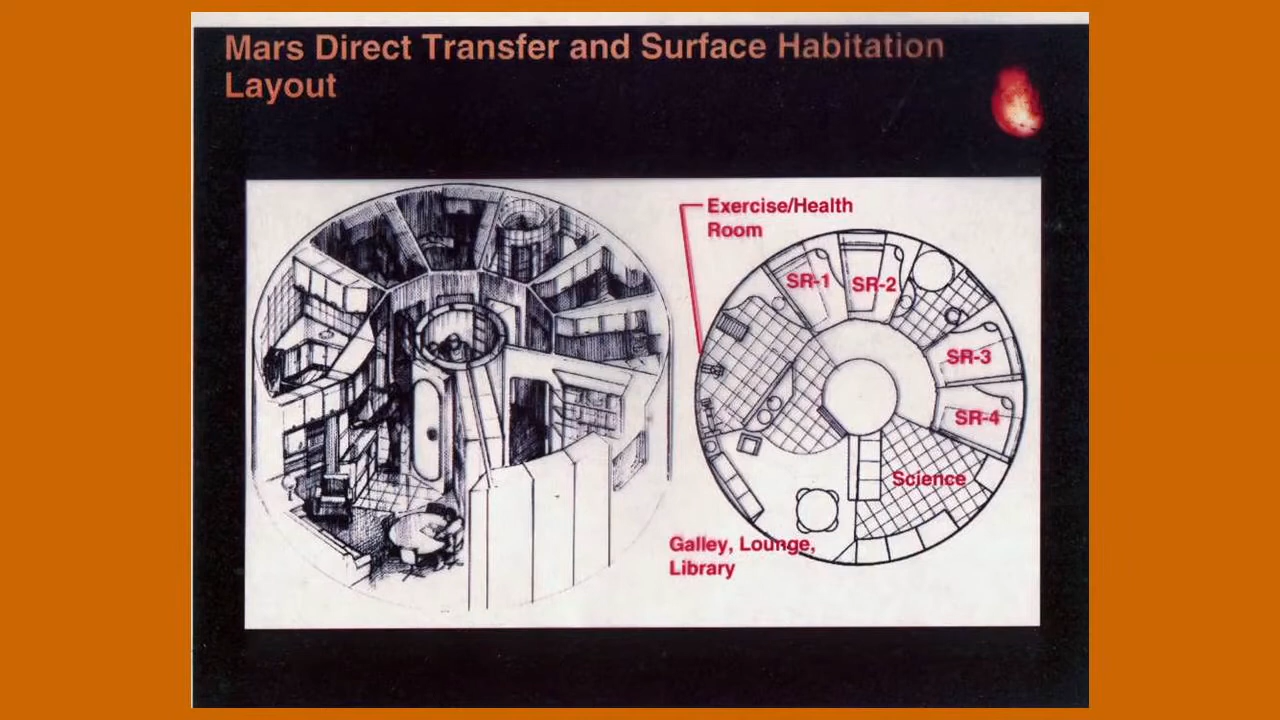 Mars Direct Transfer and Surface Habitation
Layout
Exercise/Health
Room
SR-1
SR-2
SR-3
SR-4
Science
Galley, Lounge,
Library